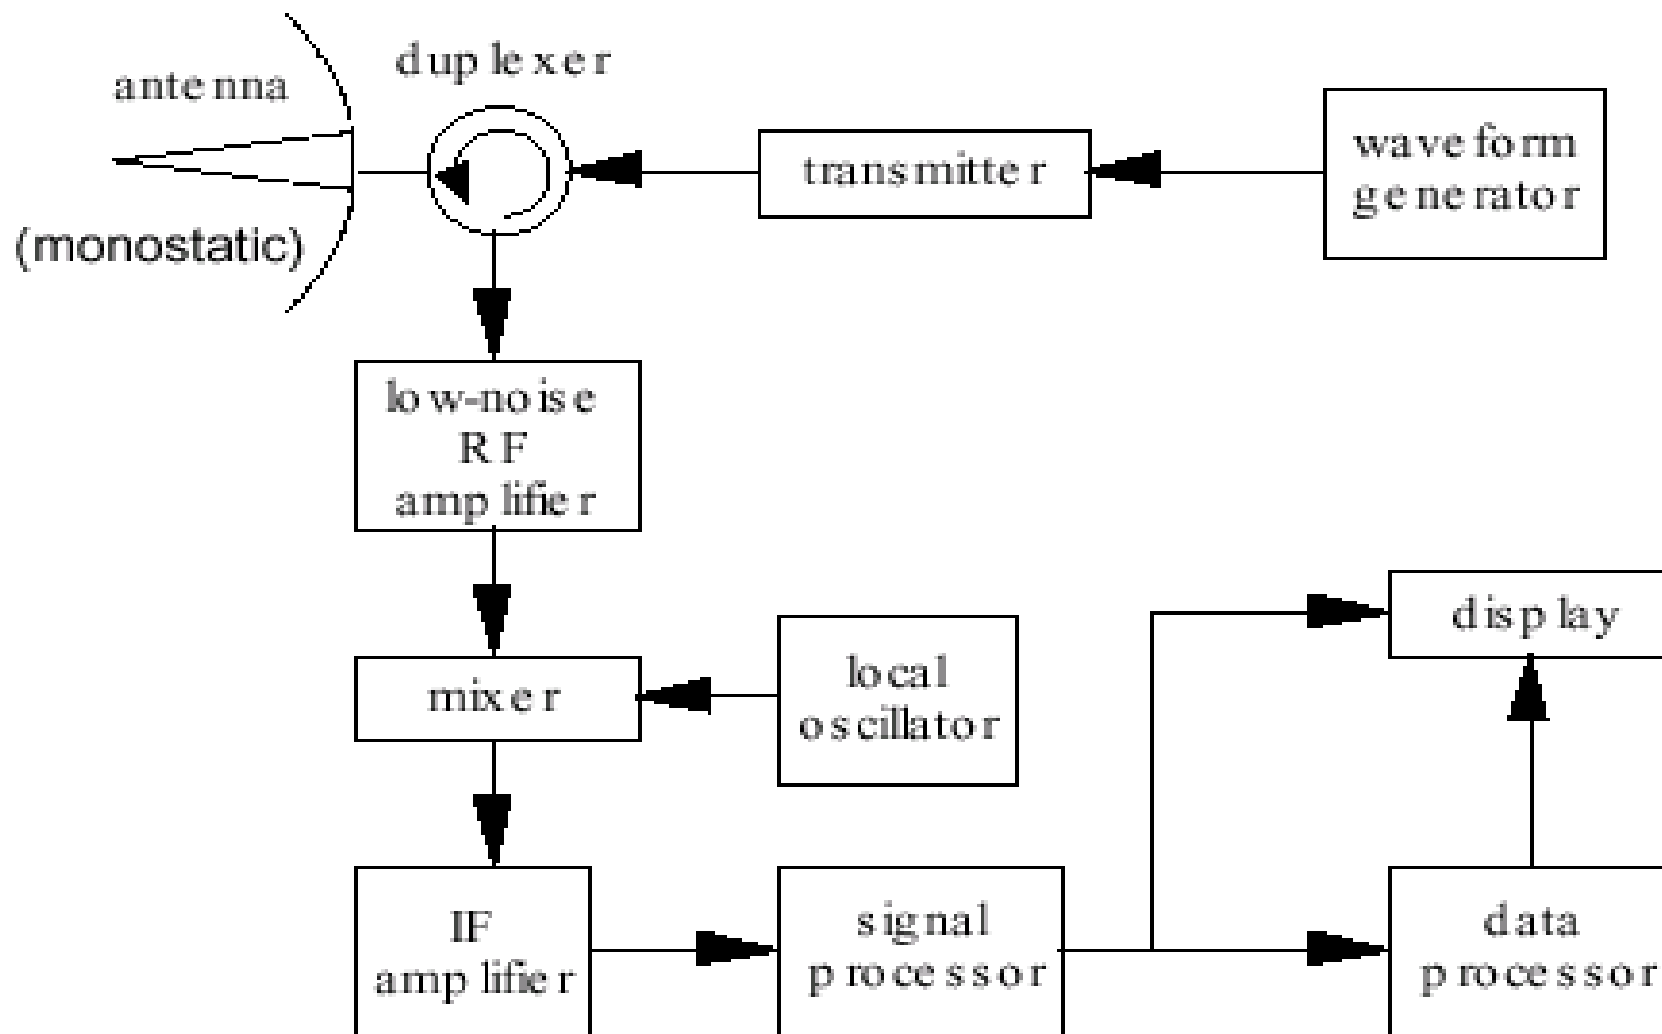 antenna
(monostatic)
duplexer
transmitter
waveform
generator
low-noise
RF
amplifier
mixer
local
oscillator
display
IF
amplifier
signal
processor
data
processor